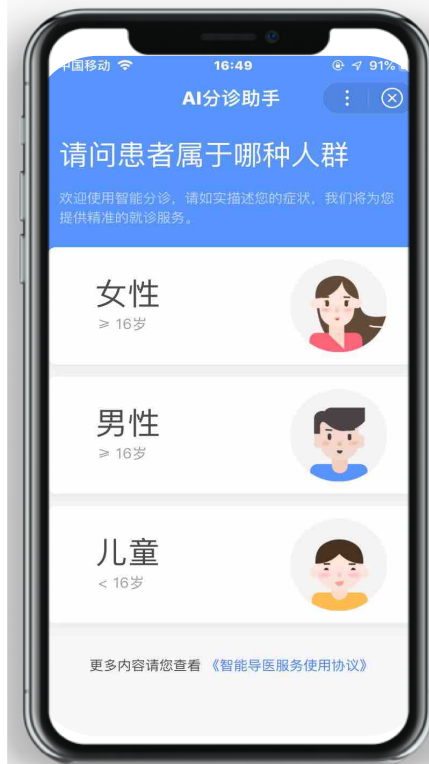 中国移动 16:49 91%
AI分诊助手
请问患者属于哪种人群
欢迎使用智能分诊，请如实描述您的症状，我们将为您
提供精准的就诊服务。
女性
≥ 16岁
男性
≥ 16岁
儿童
< 16岁
更多内容请您查看 《智能导医服务使用协议》